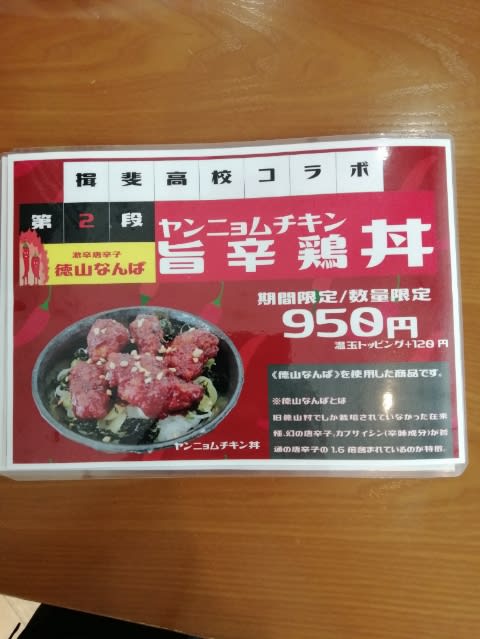 揖斐高校コラボ
第2段
激辛唐辛子
徳山なんば
ヤンニョムチキン
旨辛鶏丼
期間限定/数量限定
950円
温玉トッピング+120円
《徳山なんば》を使用した商品です。
※徳山なんばとは
旧徳山村でしか栽培されていなかった在来
種、幻の唐辛子。カプサイシン(辛味成分)が普
通の唐辛子の1.6倍含まれているのが特徴。
ヤンニョムチキン丼